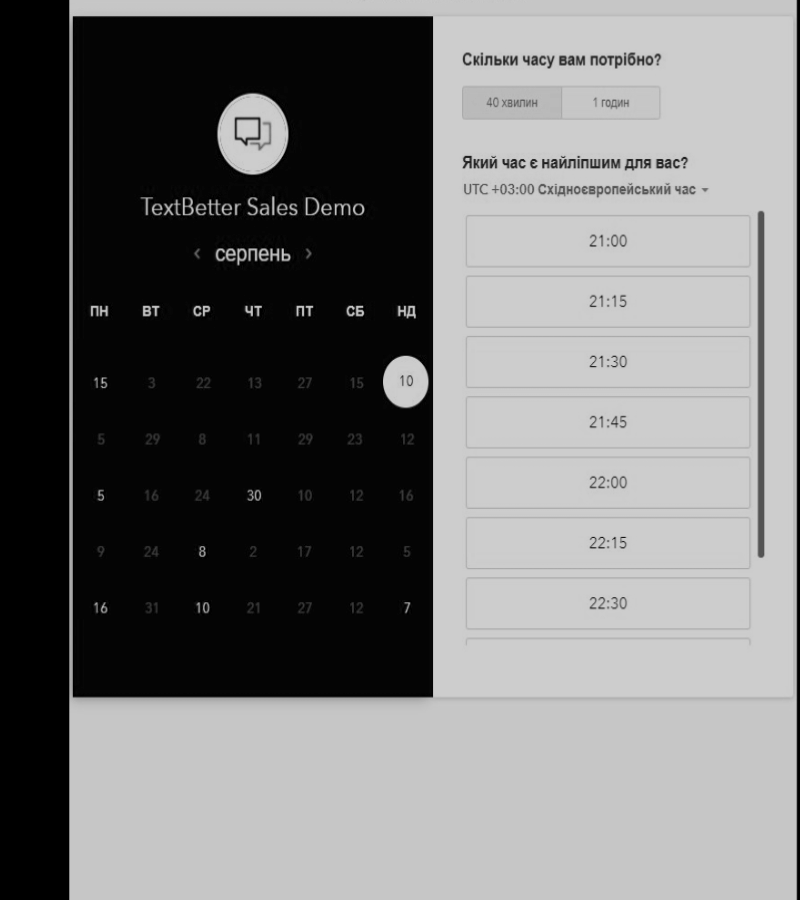 TextBetter Sales Demo
серпень
ПН ВТ СР ЧТ ПТ СБ НД
15 3 22 13 27 15 10
5 29 8 11 29 23 12
5 16 24 30 10 12 16
9 24 8 2 17 12 5
16 31 10 21 27 12 7
Скільки часу вам потрібно?
40 хвилин 1 годин
Який час є найліпшим для вас?
UTC +03:00 Східноєвропейський час
21:00
21:15
21:30
21:45
22:00
22:15
22:30